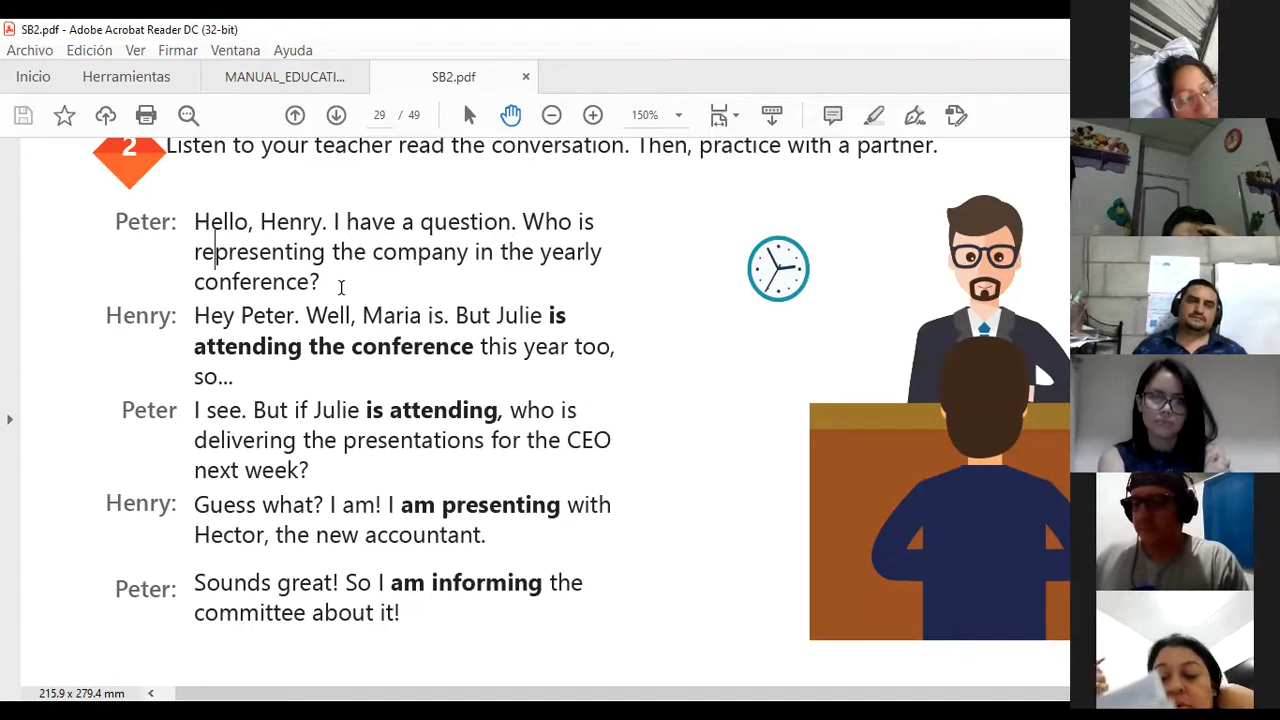 SB2.pdf - Adobe Acrobat Reader DC (32-bit)
Archivo Edición Ver Firmar Ventana Ayuda
Inicio Herramientas MANUAL_EDUCATI... SB2.pdf ×
29 / 49 150%
2 Listen to your teacher read the conversation. Then, practice with a partner.
Peter: Hello, Henry. I have a question. Who is
representing the company in the yearly
conference?
Henry: Hey Peter. Well, Maria is. But Julie is
attending the conference this year too,
so...
Peter I see. But if Julie is attending, who is
delivering the presentations for the CEO
next week?
Henry: Guess what? I am! I am presenting with
Hector, the new accountant.
Peter: Sounds great! So I am informing the
committee about it!
215.9 x 279.4 mm